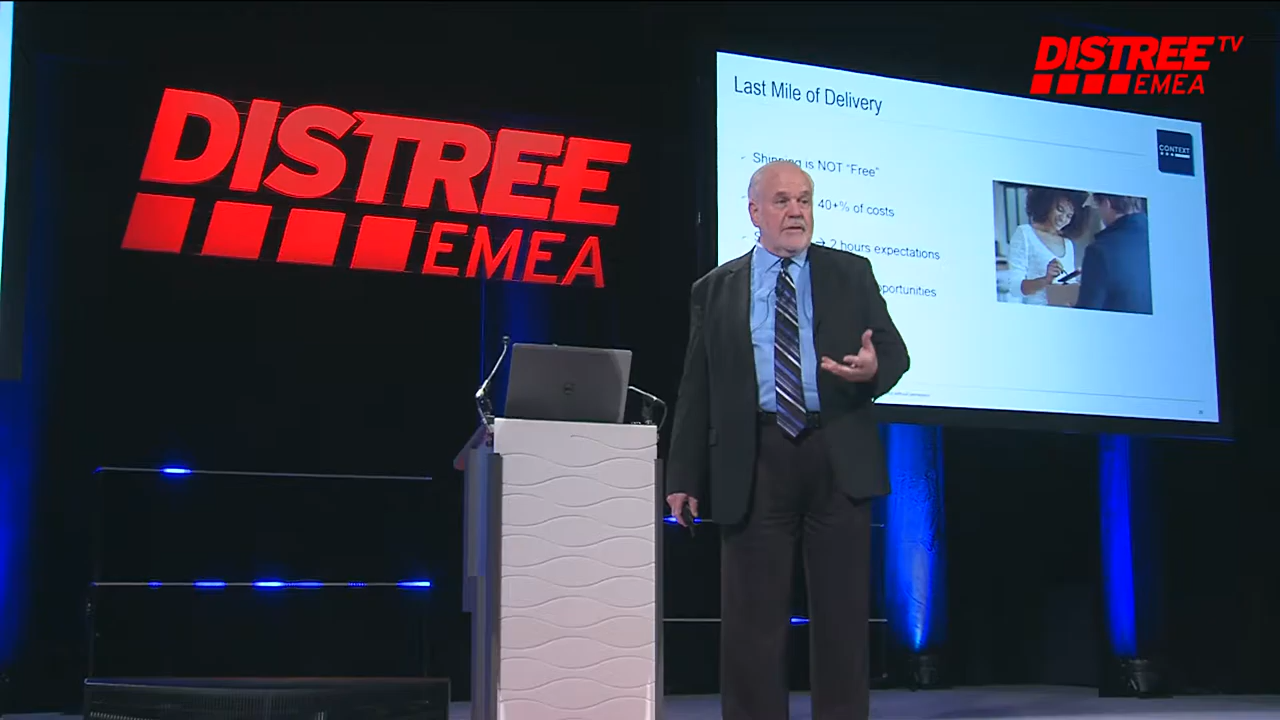 DISTREE
EMEA
DISTREE TV
EMEA
Last Mile of Delivery
CONTEXT
Shipping is NOT "Free"
40+% of costs
→ 2 hours expectations